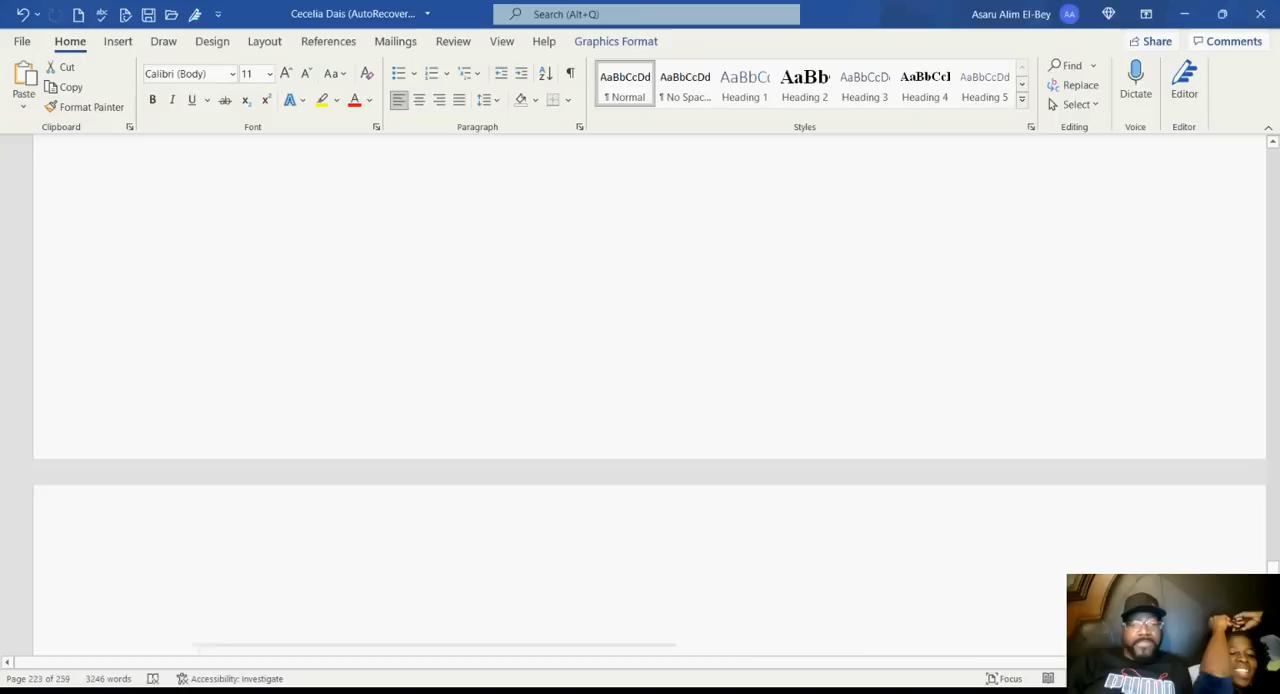 Cecelia Dais (AutoRecover...
Search (Alt+Q)
Asaru Alim El-Bey
AA
File
Home
Insert
Draw
Design
Layout
References
Mailings
Review
View
Help
Graphics Format
Share
Comments
Paste
Cut
Copy
Format Painter
Clipboard
Calibri (Body)
11
Font
Paragraph
AaBbCcDd
¶ Normal
AaBbCcDd
¶ No Spac...
AaBbCc
Heading 1
AaBb
Heading 2
AaBbCcD
Heading 3
AaBbCcI
Heading 4
AaBbCcDd
Heading 5
Styles
Find
Replace
Select
Editing
Dictate
Voice
Editor
Editor
Page 223 of 259
3246 words
Accessibility: Investigate
Focus